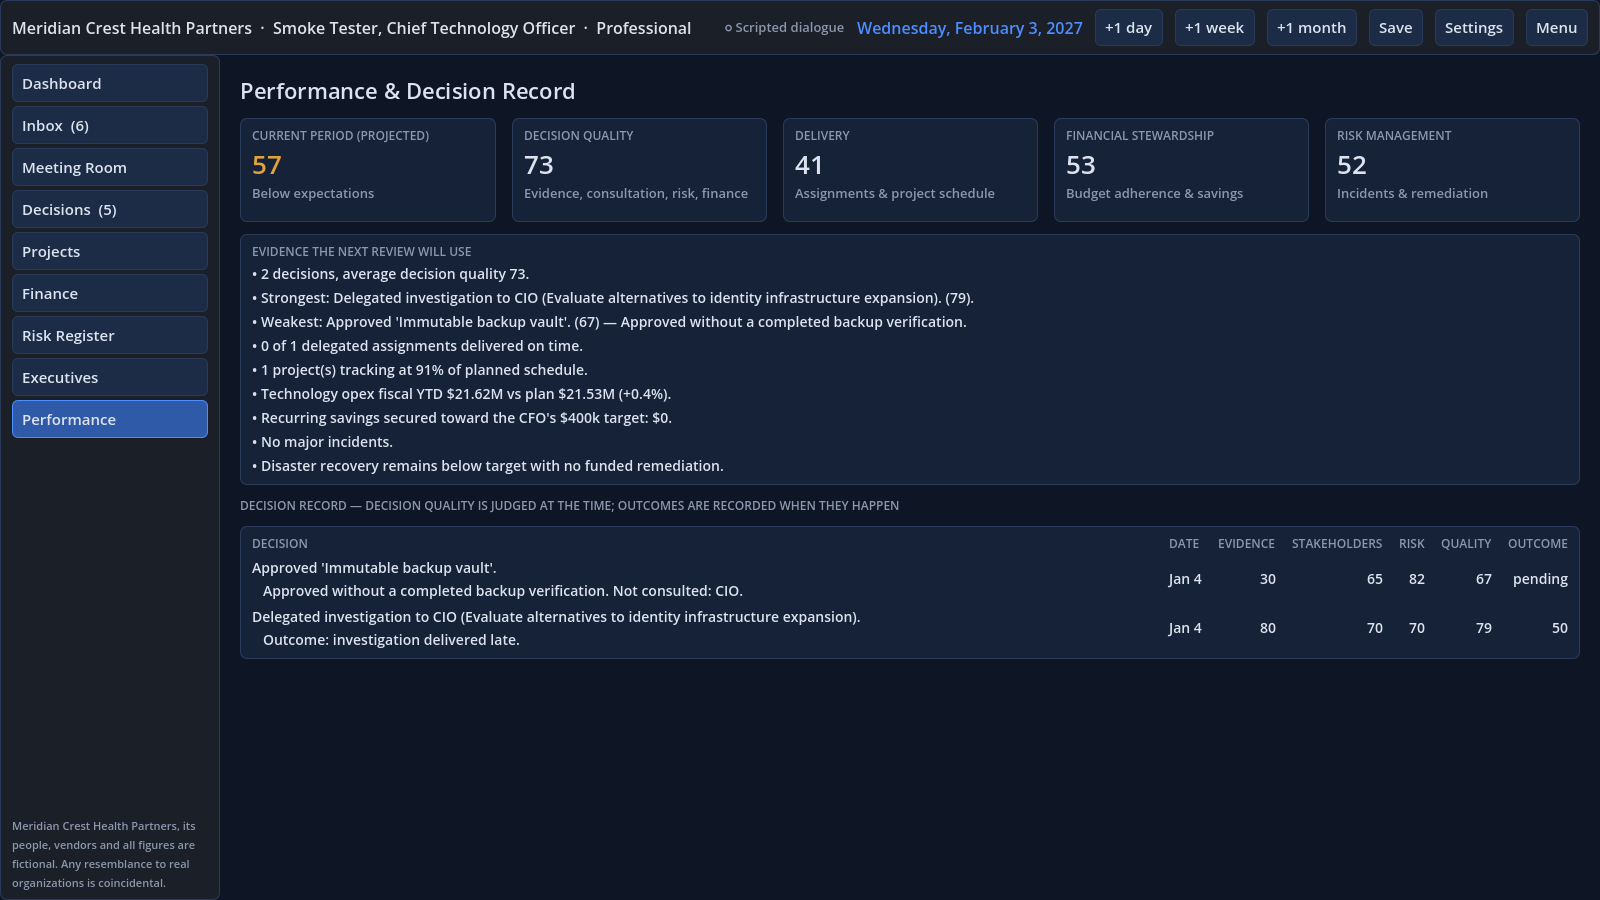 Meridian Crest Health Partners · Smoke Tester, Chief Technology Officer · Professional
Scripted dialogue
Wednesday, February 3, 2027
+1 day
+1 week
+1 month
Save
Settings
Menu
Dashboard
Inbox (6)
Meeting Room
Decisions (5)
Projects
Finance
Risk Register
Executives
Performance
Meridian Crest Health Partners, its
people, vendors and all figures are
fictional. Any resemblance to real
organizations is coincidental.
Performance & Decision Record
CURRENT PERIOD (PROJECTED)
57
Below expectations
DECISION QUALITY
73
Evidence, consultation, risk, finance
DELIVERY
41
Assignments & project schedule
FINANCIAL STEWARDSHIP
53
Budget adherence & savings
RISK MANAGEMENT
52
Incidents & remediation
EVIDENCE THE NEXT REVIEW WILL USE
• 2 decisions, average decision quality 73.
• Strongest: Delegated investigation to CIO (Evaluate alternatives to identity infrastructure expansion). (79).
• Weakest: Approved 'Immutable backup vault'. (67) — Approved without a completed backup verification.
• 0 of 1 delegated assignments delivered on time.
• 1 project(s) tracking at 91% of planned schedule.
• Technology opex fiscal YTD $21.62M vs plan $21.53M (+0.4%).
• Recurring savings secured toward the CFO's $400k target: $0.
• No major incidents.
• Disaster recovery remains below target with no funded remediation.
DECISION RECORD — DECISION QUALITY IS JUDGED AT THE TIME; OUTCOMES ARE RECORDED WHEN THEY HAPPEN
DECISION DATE EVIDENCE STAKEHOLDERS RISK QUALITY OUTCOME
Approved 'Immutable backup vault'.
Approved without a completed backup verification. Not consulted: CIO.
Jan 4 30 65 82 67 pending
Delegated investigation to CIO (Evaluate alternatives to identity infrastructure expansion).
Outcome: investigation delivered late.
Jan 4 80 70 70 79 50